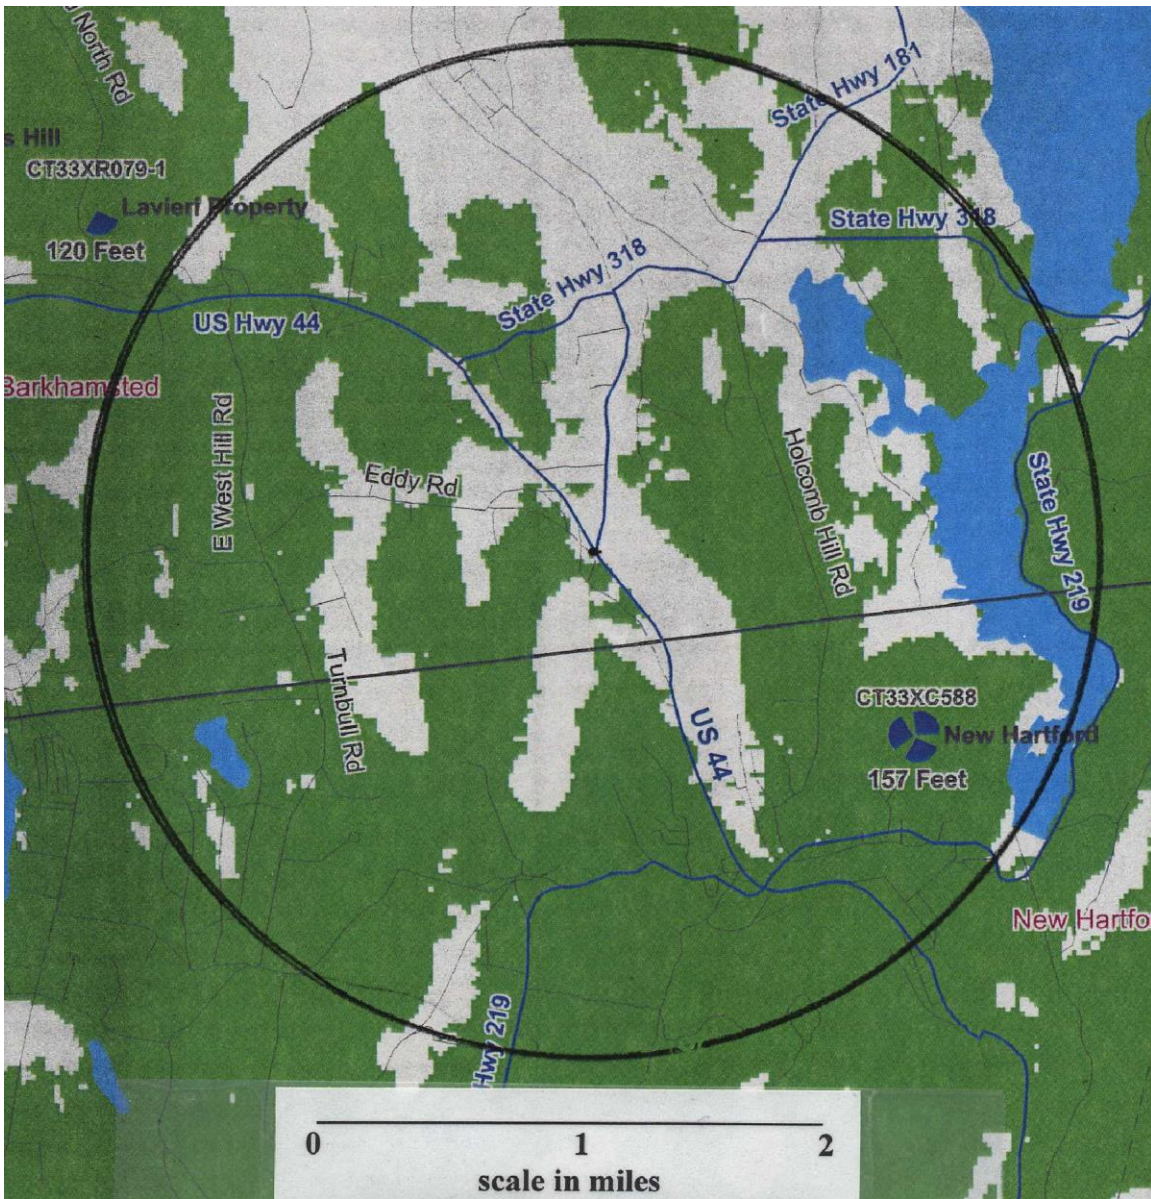 North Rd
State Hwy 181
s Hill
CT33XR079-1
Lavieri Property
120 Feet
State Hwy 318
State Hwy 318
US Hwy 44
Barkhamsted
E West Hill Rd
Eddy Rd
Holcomb Hill Rd
State Hwy 219
Turnbull Rd
CT33XC588
New Hartford
157 Feet
US 44
New Hartfo
Hwy 219
0 1 2
scale in miles